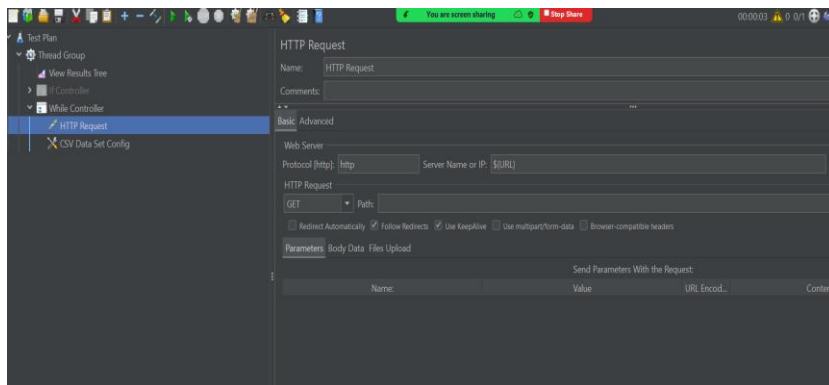 You are screen sharing
Stop Share
00:00:03
0 0/1
Test Plan
Thread Group
View Results Tree
If Controller
While Controller
HTTP Request
CSV Data Set Config
HTTP Request
Name: HTTP Request
Comments:
Basic Advanced
Web Server
Protocol [http]: http Server Name or IP: ${URL}
HTTP Request
GET Path:
Redirect Automatically Follow Redirects Use KeepAlive Use multipart/form-data Browser-compatible headers
Parameters Body Data Files Upload
Send Parameters With the Request:
Name: Value URL Encod... Conten